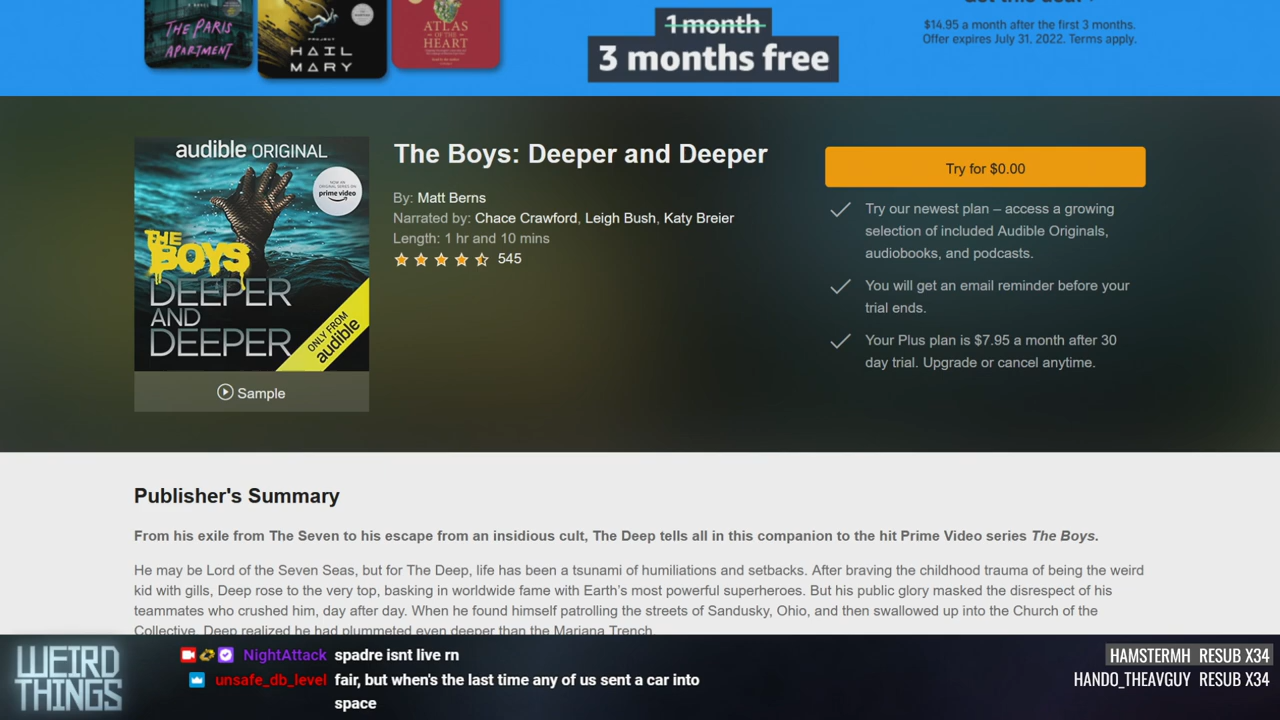 THE PARIS
APARTMENT
PROJECT
HAIL
MARY
ATLAS
OF THE
HEART
1 month
3 months free
$14.95 a month after the first 3 months.
Offer expires July 31, 2022. Terms apply.
audible ORIGINAL
prime video
THE
BOYS
DEEPER
AND
DEEPER
ONLY FROM
audible
Sample
The Boys: Deeper and Deeper
By: Matt Berns
Narrated by: Chace Crawford, Leigh Bush, Katy Breier
Length: 1 hr and 10 mins
545
Try for $0.00
Try our newest plan – access a growing
selection of included Audible Originals,
audiobooks, and podcasts.
You will get an email reminder before your
trial ends.
Your Plus plan is $7.95 a month after 30
day trial. Upgrade or cancel anytime.
Publisher's Summary
From his exile from The Seven to his escape from an insidious cult, The Deep tells all in this companion to the hit Prime Video series The Boys.
He may be Lord of the Seven Seas, but for The Deep, life has been a tsunami of humiliations and setbacks. After braving the childhood trauma of being the weird
kid with gills, Deep rose to the very top, basking in worldwide fame with Earth's most powerful superheroes. But his public glory masked the disrespect of his
teammates who crushed him, day after day. When he found himself patrolling the streets of Sandusky, Ohio, and then swallowed up into the Church of the
Collective, Deep realized he had plummeted even deeper than the Mariana Trench.
WEIRD
THINGS
NightAttack spadre isnt live rn
unsafe_db_level fair, but when's the last time any of us sent a car into
space
HAMSTERMH RESUB X34
HANDO_THEAVGUY RESUB X34